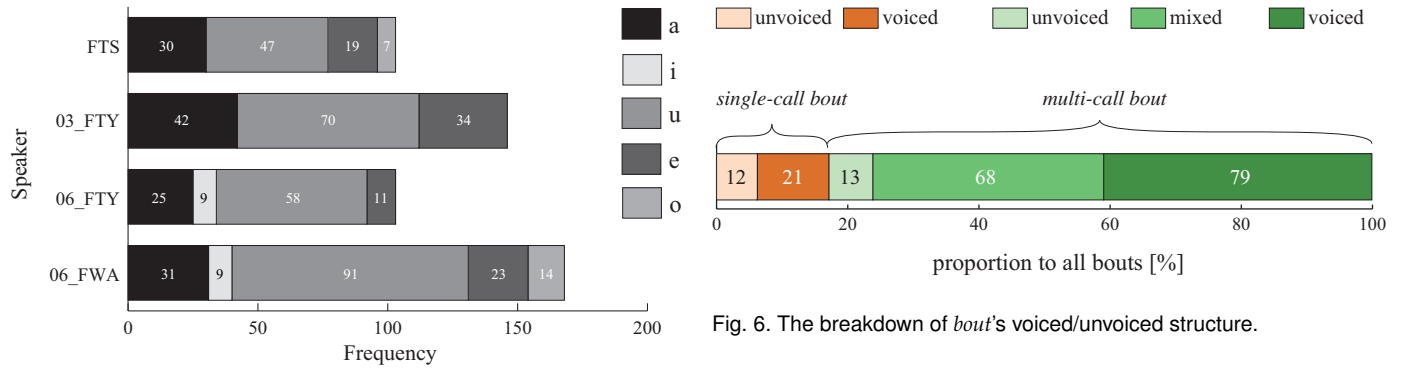 FTS
30 47 19 7
03_FTY
42 70 34
06_FTY
25 9 58 11
06_FWA
31 9 91 23 14
0 50 100 150 200
Frequency
Speaker
a
i
u
e
o
unvoiced voiced unvoiced mixed voiced
single-call bout multi-call bout
12 21 13 68 79
0 20 40 60 80 100
proportion to all bouts [%]
Fig. 6. The breakdown of bout's voiced/unvoiced structure.